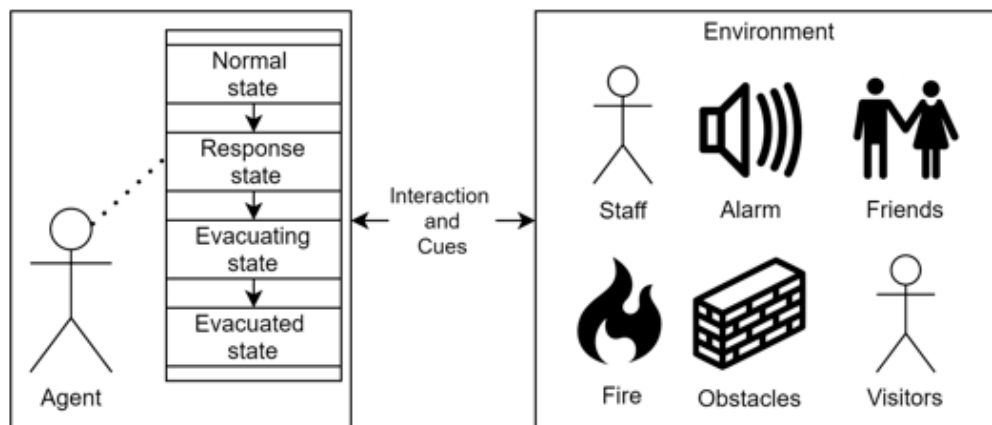 Normal
state
Response
state
Evacuating
state
Evacuated
state
Agent
Interaction
and
Cues
Environment
Staff
Alarm
Friends
Fire
Obstacles
Visitors